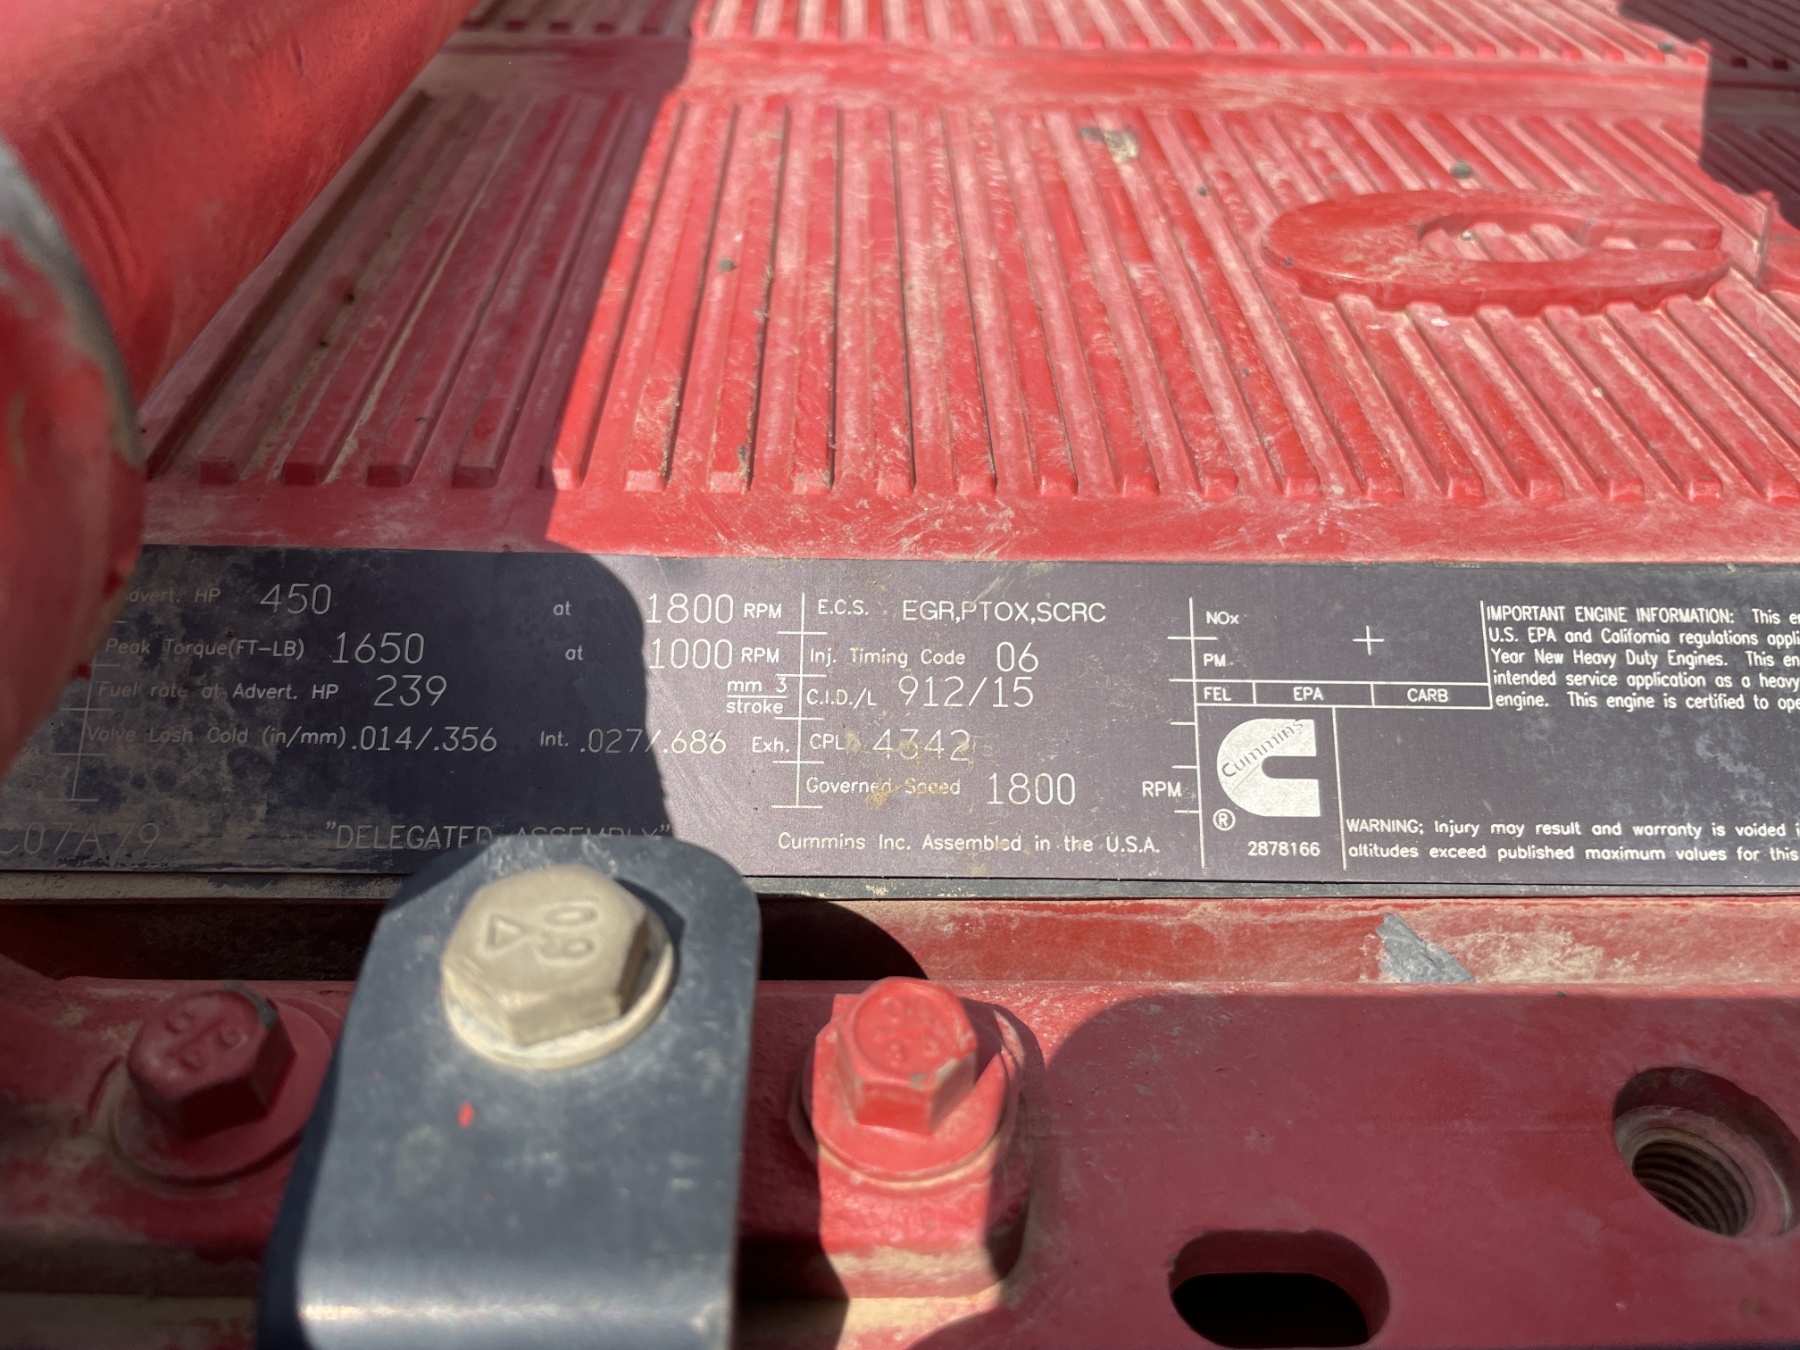 Advert. HP 450 at 1800 RPM
Peak Torque(FT-LB) 1650 at 1000 RPM
Fuel rate at Advert. HP 239 mm 3 stroke
Valve Lash Cold (in/mm) .014/.356 Int. .027/.686 Exh.
C07A79 "DELEGATED ASSEMBLY"
E.C.S. EGR,PTOX,SCRC
Inj. Timing Code 06
C.I.D./L 912/15
CPL 4342
Governed Speed 1800 RPM
Cummins Inc. Assembled in the U.S.A.
NOx
PM
FEL EPA CARB
Cummins
®
2878166
IMPORTANT ENGINE INFORMATION: This
U.S. EPA and California regulations
Year New Heavy Duty Engines. This
intended service application as a heavy
engine. This engine is certified to
WARNING; Injury may result and warranty is voided
altitudes exceed published maximum values for this
10.9